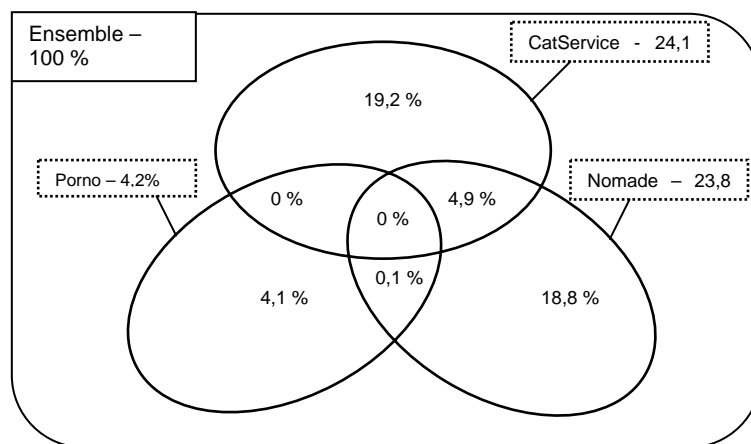 Ensemble –
100 %
CatService - 24,1
19,2 %
Porno – 4.2%
Nomade – 23,8
0 %
4,9 %
0 %
0,1 %
4,1 %
18,8 %